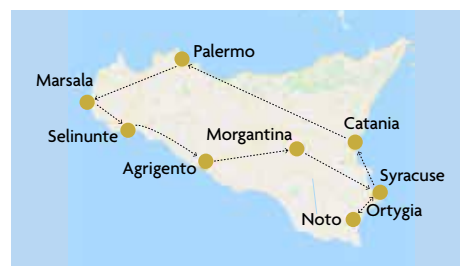 Palermo
Marsala
Catania
Morgantina
Selinunte
Agrigento
Syracuse
Ortygia
Noto